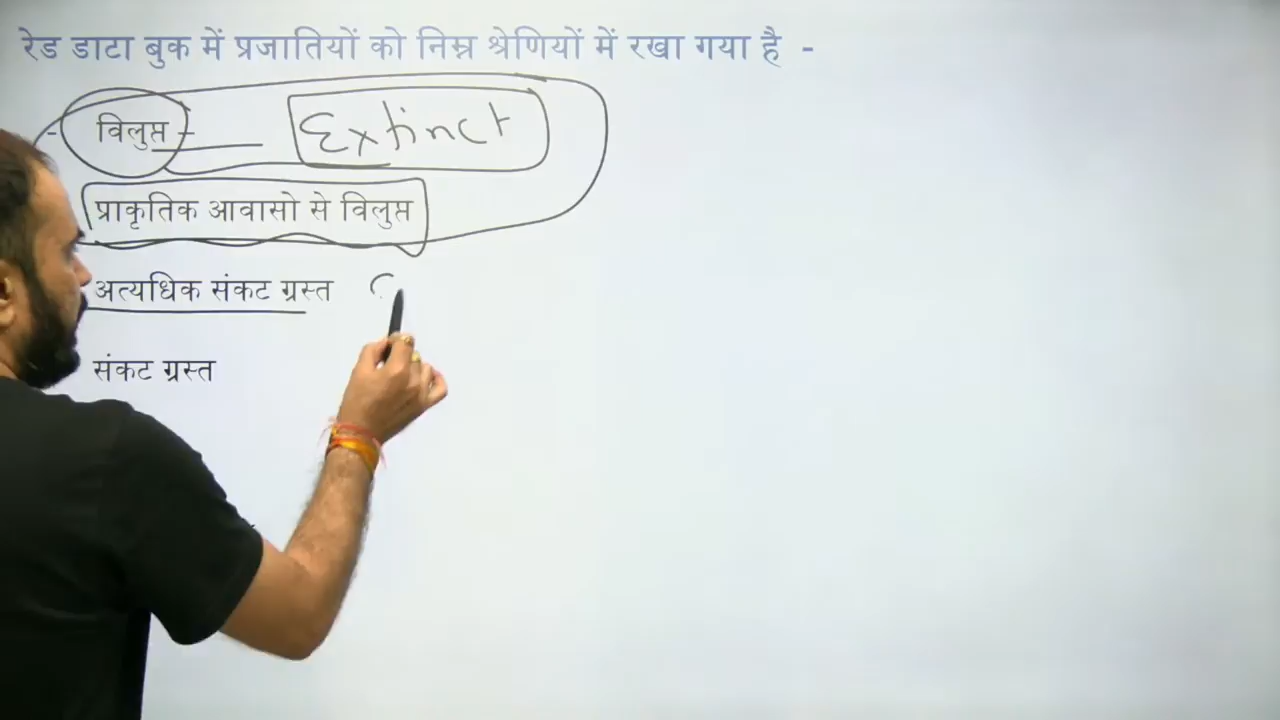 रेड डाटा बुक में प्रजातियों को निम्न श्रेणियों में रखा गया है -
- विलुप्त - Extinct
प्राकृतिक आवासो से विलुप्त
अत्यधिक संकट ग्रस्त
संकट ग्रस्त